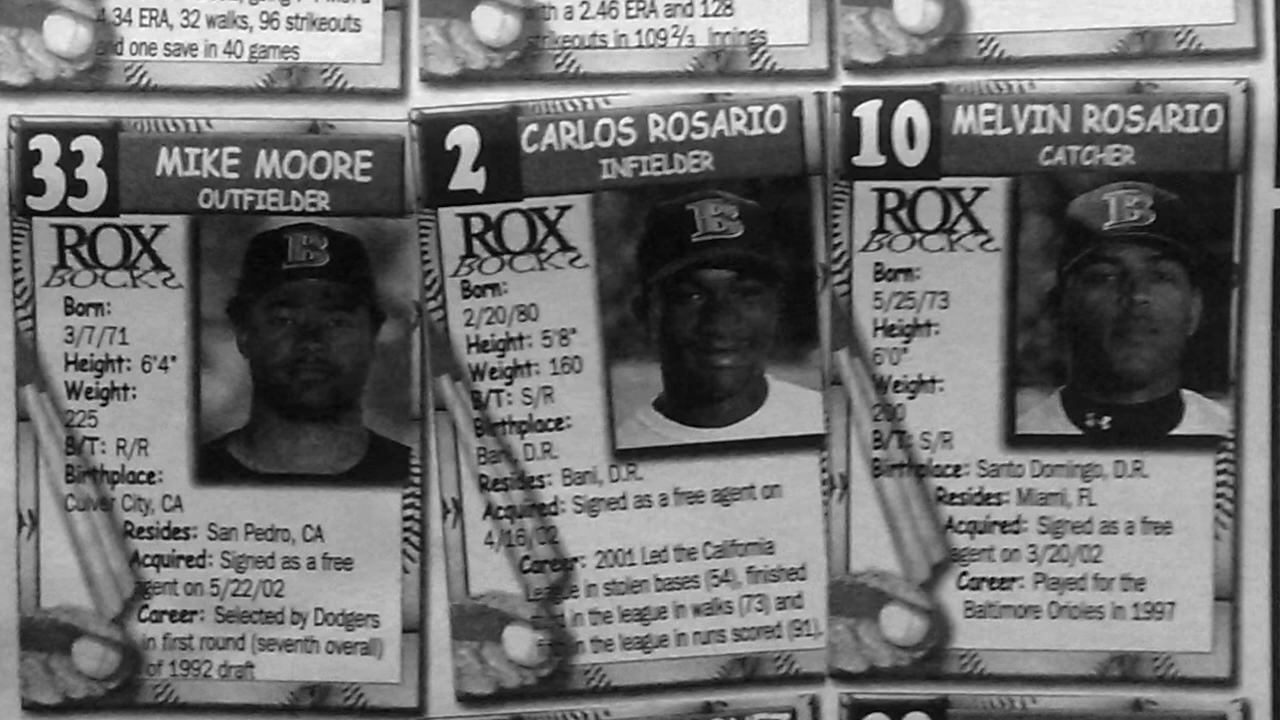 4.34 ERA, 32 walks, 96 strikeouts
and one save in 40 games
with a 2.46 ERA and 128
strikeouts in 109⅔ innings
33
MIKE MOORE
OUTFIELDER
ROX
ROCKS
Born:
3/7/71
Height: 6'4"
Weight:
225
B/T: R/R
Birthplace:
Culver City, CA
Resides: San Pedro, CA
Acquired: Signed as a free
agent on 5/22/02
Career: Selected by Dodgers
in first round (seventh overall)
of 1992 draft
2
CARLOS ROSARIO
INFIELDER
ROX
ROCKS
Born:
2/20/80
Height: 5'8"
Weight: 160
B/T: S/R
Birthplace:
Bani, D.R.
Resides: Bani, D.R.
Acquired: Signed as a free agent on
4/16/02
Career: 2001 Led the California
League in stolen bases (54), finished
in the league in walks (73) and
in the league in runs scored (91).
10
MELVIN ROSARIO
CATCHER
ROX
ROCKS
Born:
5/25/73
Height:
6'0"
Weight:
200
B/T: S/R
Birthplace: Santo Domingo, D.R.
Resides: Miami, FL
Acquired: Signed as a free
agent on 3/20/02
Career: Played for the
Baltimore Orioles in 1997